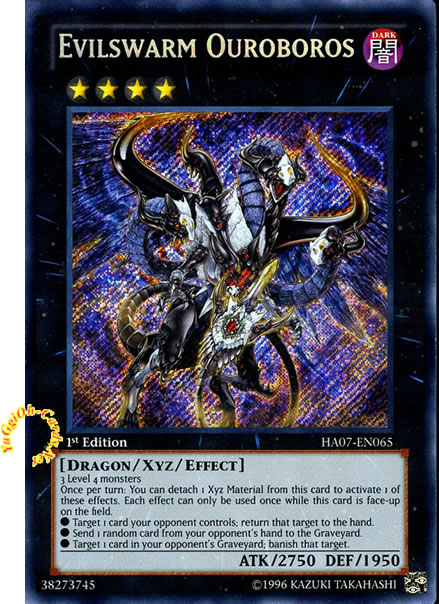 Evilswarm Ouroboros
DARK
闇
YuGgiOh-Cards.Net
1st Edition
HA07-EN065
[Dragon/Xyz/Effect]
3 Level 4 monsters
Once per turn: You can detach 1 Xyz Material from this card to activate 1 of
these effects. Each effect can only be used once while this card is face-up
on the field.
● Target 1 card your opponent controls; return that target to the hand.
● Send 1 random card from your opponent's hand to the Graveyard.
● Target 1 card in your opponent's Graveyard; banish that target.
ATK/2750 DEF/1950
38273745
©1996 KAZUKI TAKAHASHI